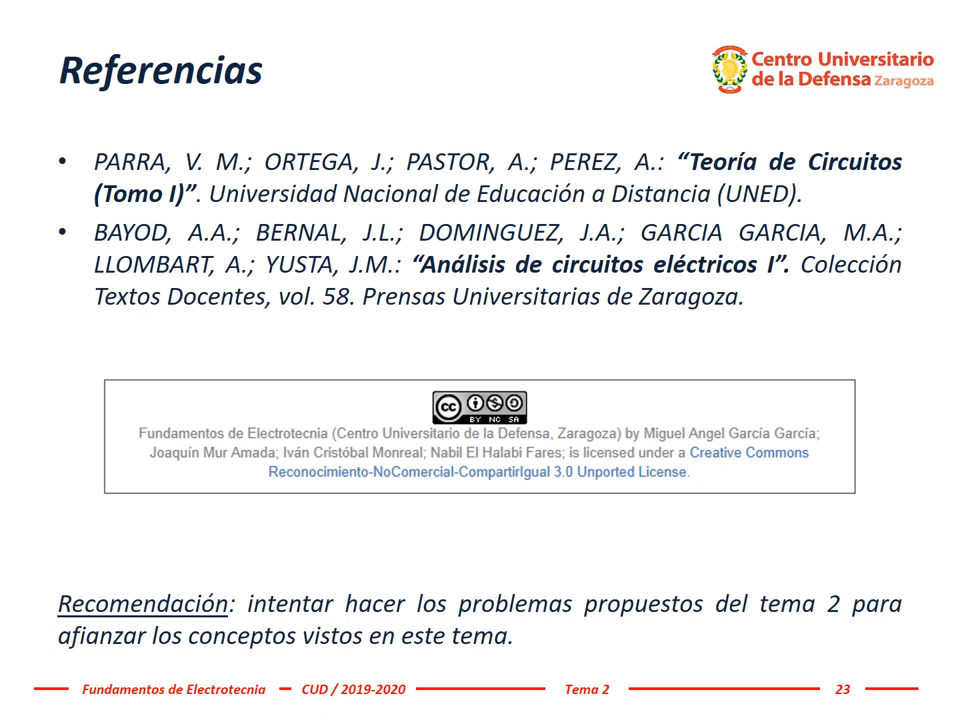 Referencias
Centro Universitario
de la Defensa Zaragoza
• PARRA, V. M.; ORTEGA, J.; PASTOR, A.; PEREZ, A.: “Teoría de Circuitos
(Tomo I)”. Universidad Nacional de Educación a Distancia (UNED).
• BAYOD, A.A.; BERNAL, J.L.; DOMINGUEZ, J.A.; GARCIA GARCIA, M.A.;
LLOMBART, A.; YUSTA, J.M.: “Análisis de circuitos eléctricos I”. Colección
Textos Docentes, vol. 58. Prensas Universitarias de Zaragoza.
cc
BY NC SA
Fundamentos de Electrotecnia (Centro Universitario de la Defensa, Zaragoza) by Miguel Angel García García;
Joaquín Mur Amada; Iván Cristóbal Monreal; Nabil El Halabi Fares; is licensed under a Creative Commons
Reconocimiento-NoComercial-CompartirIgual 3.0 Unported License.
Recomendación: intentar hacer los problemas propuestos del tema 2 para
afianzar los conceptos vistos en este tema.
Fundamentos de Electrotecnia CUD / 2019-2020 Tema 2 23